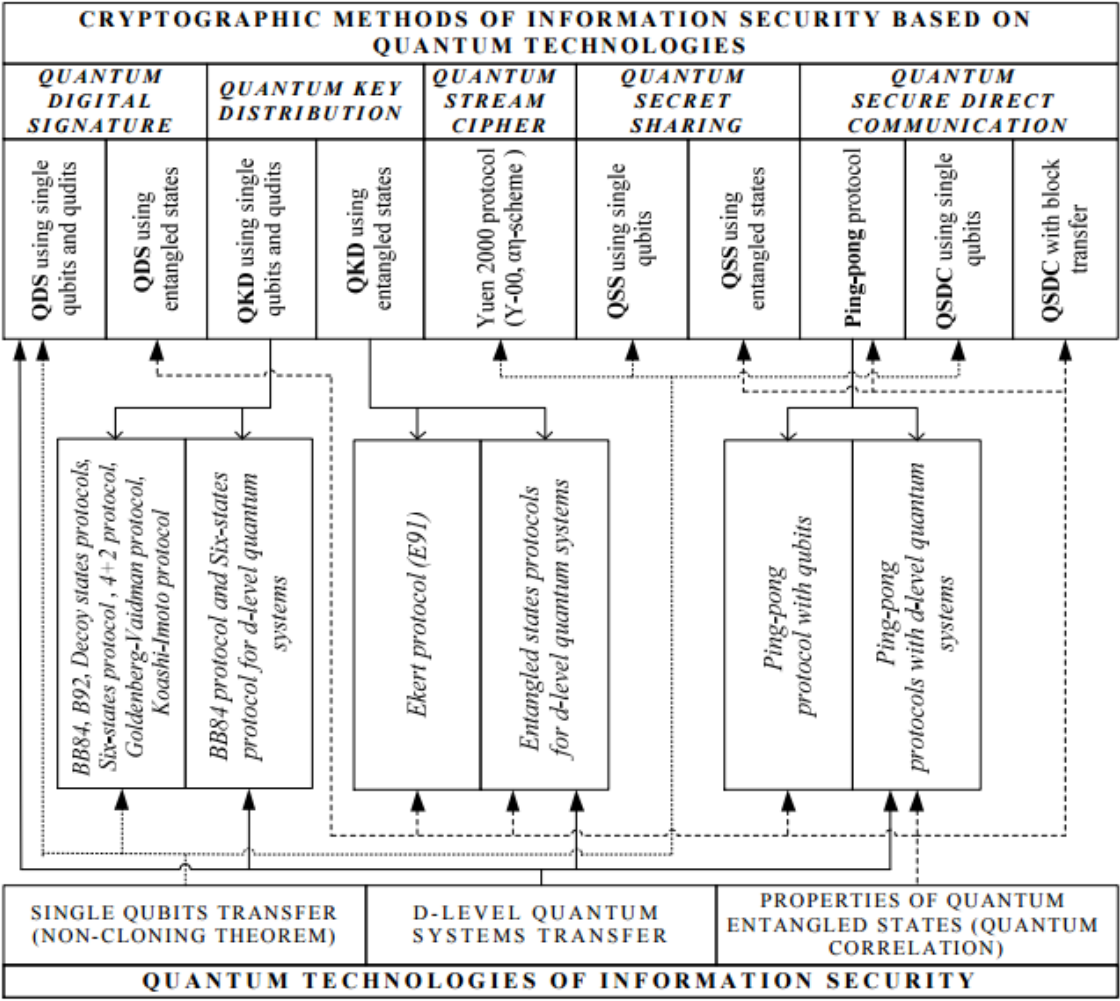 CRYPTOGRAPHIC METHODS OF INFORMATION SECURITY BASED ON
QUANTUM TECHNOLOGIES
QUANTUM
DIGITAL
SIGNATURE
QUANTUM KEY
DISTRIBUTION
QUANTUM
STREAM
CIPHER
QUANTUM
SECRET
SHARING
QUANTUM
SECURE DIRECT
COMMUNICATION
QDS using single
qubits and qudits
QDS using
entangled states
QKD using single
qubits and qudits
QKD using
entangled states
Yuen 2000 protocol
(Y-00, αη-scheme )
QSS using single
qubits
QSS using
entangled states
Ping-pong protocol
QSDC using single
qubits
QSDC with block
transfer
BB84, B92, Decoy states protocols,
Six-states protocol , 4+2 protocol,
Goldenberg-Vaidman protocol,
Koashi-Imoto protocol
BB84 protocol and Six-states
protocol for d-level quantum
systems
Ekert protocol (E91)
Entangled states protocols
for d-level quantum systems
Ping-pong
protocol with qubits
Ping-pong
protocols with d-level quantum
systems
SINGLE QUBITS TRANSFER
(NON-CLONING THEOREM)
D-LEVEL QUANTUM
SYSTEMS TRANSFER
PROPERTIES OF QUANTUM
ENTANGLED STATES (QUANTUM
CORRELATION)
QUANTUM TECHNOLOGIES OF INFORMATION SECURITY